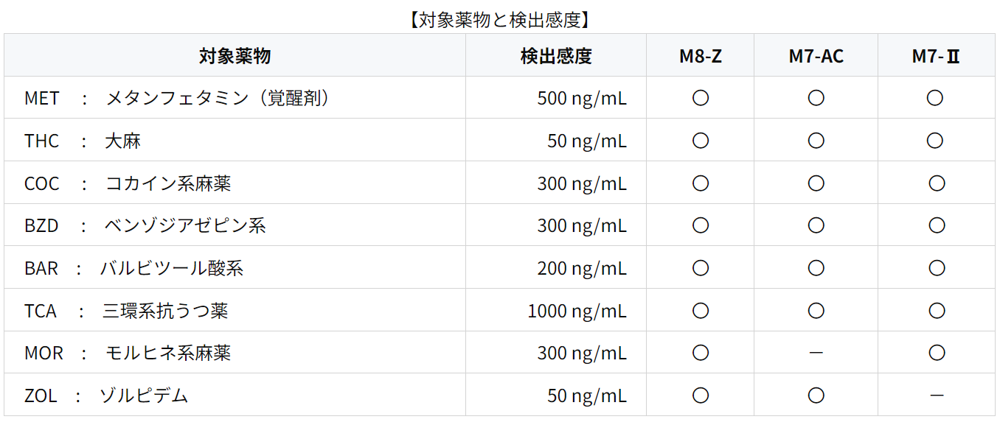 【対象薬物と検出感度】
対象薬物 検出感度 M8-Z M7-AC M7-Ⅱ
MET : メタンフェタミン（覚醒剤） 500 ng/mL 〇 〇 〇
THC : 大麻 50 ng/mL 〇 〇 〇
COC : コカイン系麻薬 300 ng/mL 〇 〇 〇
BZD : ベンゾジアゼピン系 300 ng/mL 〇 〇 〇
BAR : バルビツール酸系 200 ng/mL 〇 〇 〇
TCA : 三環系抗うつ薬 1000 ng/mL 〇 〇 〇
MOR : モルヒネ系麻薬 300 ng/mL 〇 － 〇
ZOL : ゾルピデム 50 ng/mL 〇 〇 －